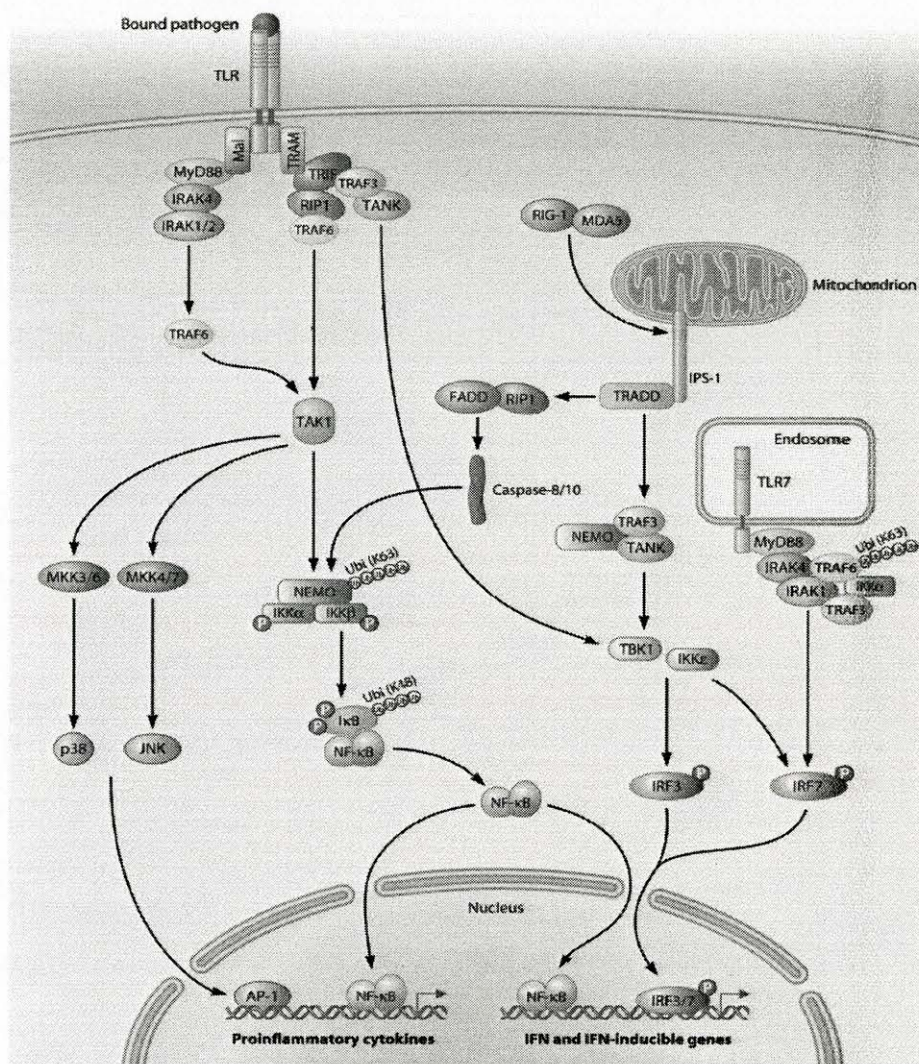 Bound pathogen
TLR
Mal
TRAM
MyD88
TRIF
TRAF3
IRAK4
RIP1
TANK
IRAK1/2
TRAF6
RIG-1
MDA5
Mitochondrion
TRAF6
IPS-1
FADD
RIP1
TRADD
TAK1
Endosome
TLR7
Caspase-8/10
TRAF3
NEMO
TANK
MyD88
Ubi (K63)
IRAK4
TRAF6
IRAK1
IKKα
TRAF3
MKK3/6
MKK4/7
Ubi (K63)
NEMO
IKKα
IKKβ
P
P
TBK1
IKKε
Ubi (K48)
P
P
IκB
NF-κB
p38
JNK
IRF3
P
IRF7
P
NF-κB
Nucleus
AP-1
NF-κB
NF-κB
IRF3/7
P
Proinflammatory cytokines
IFN and IFN-inducible genes